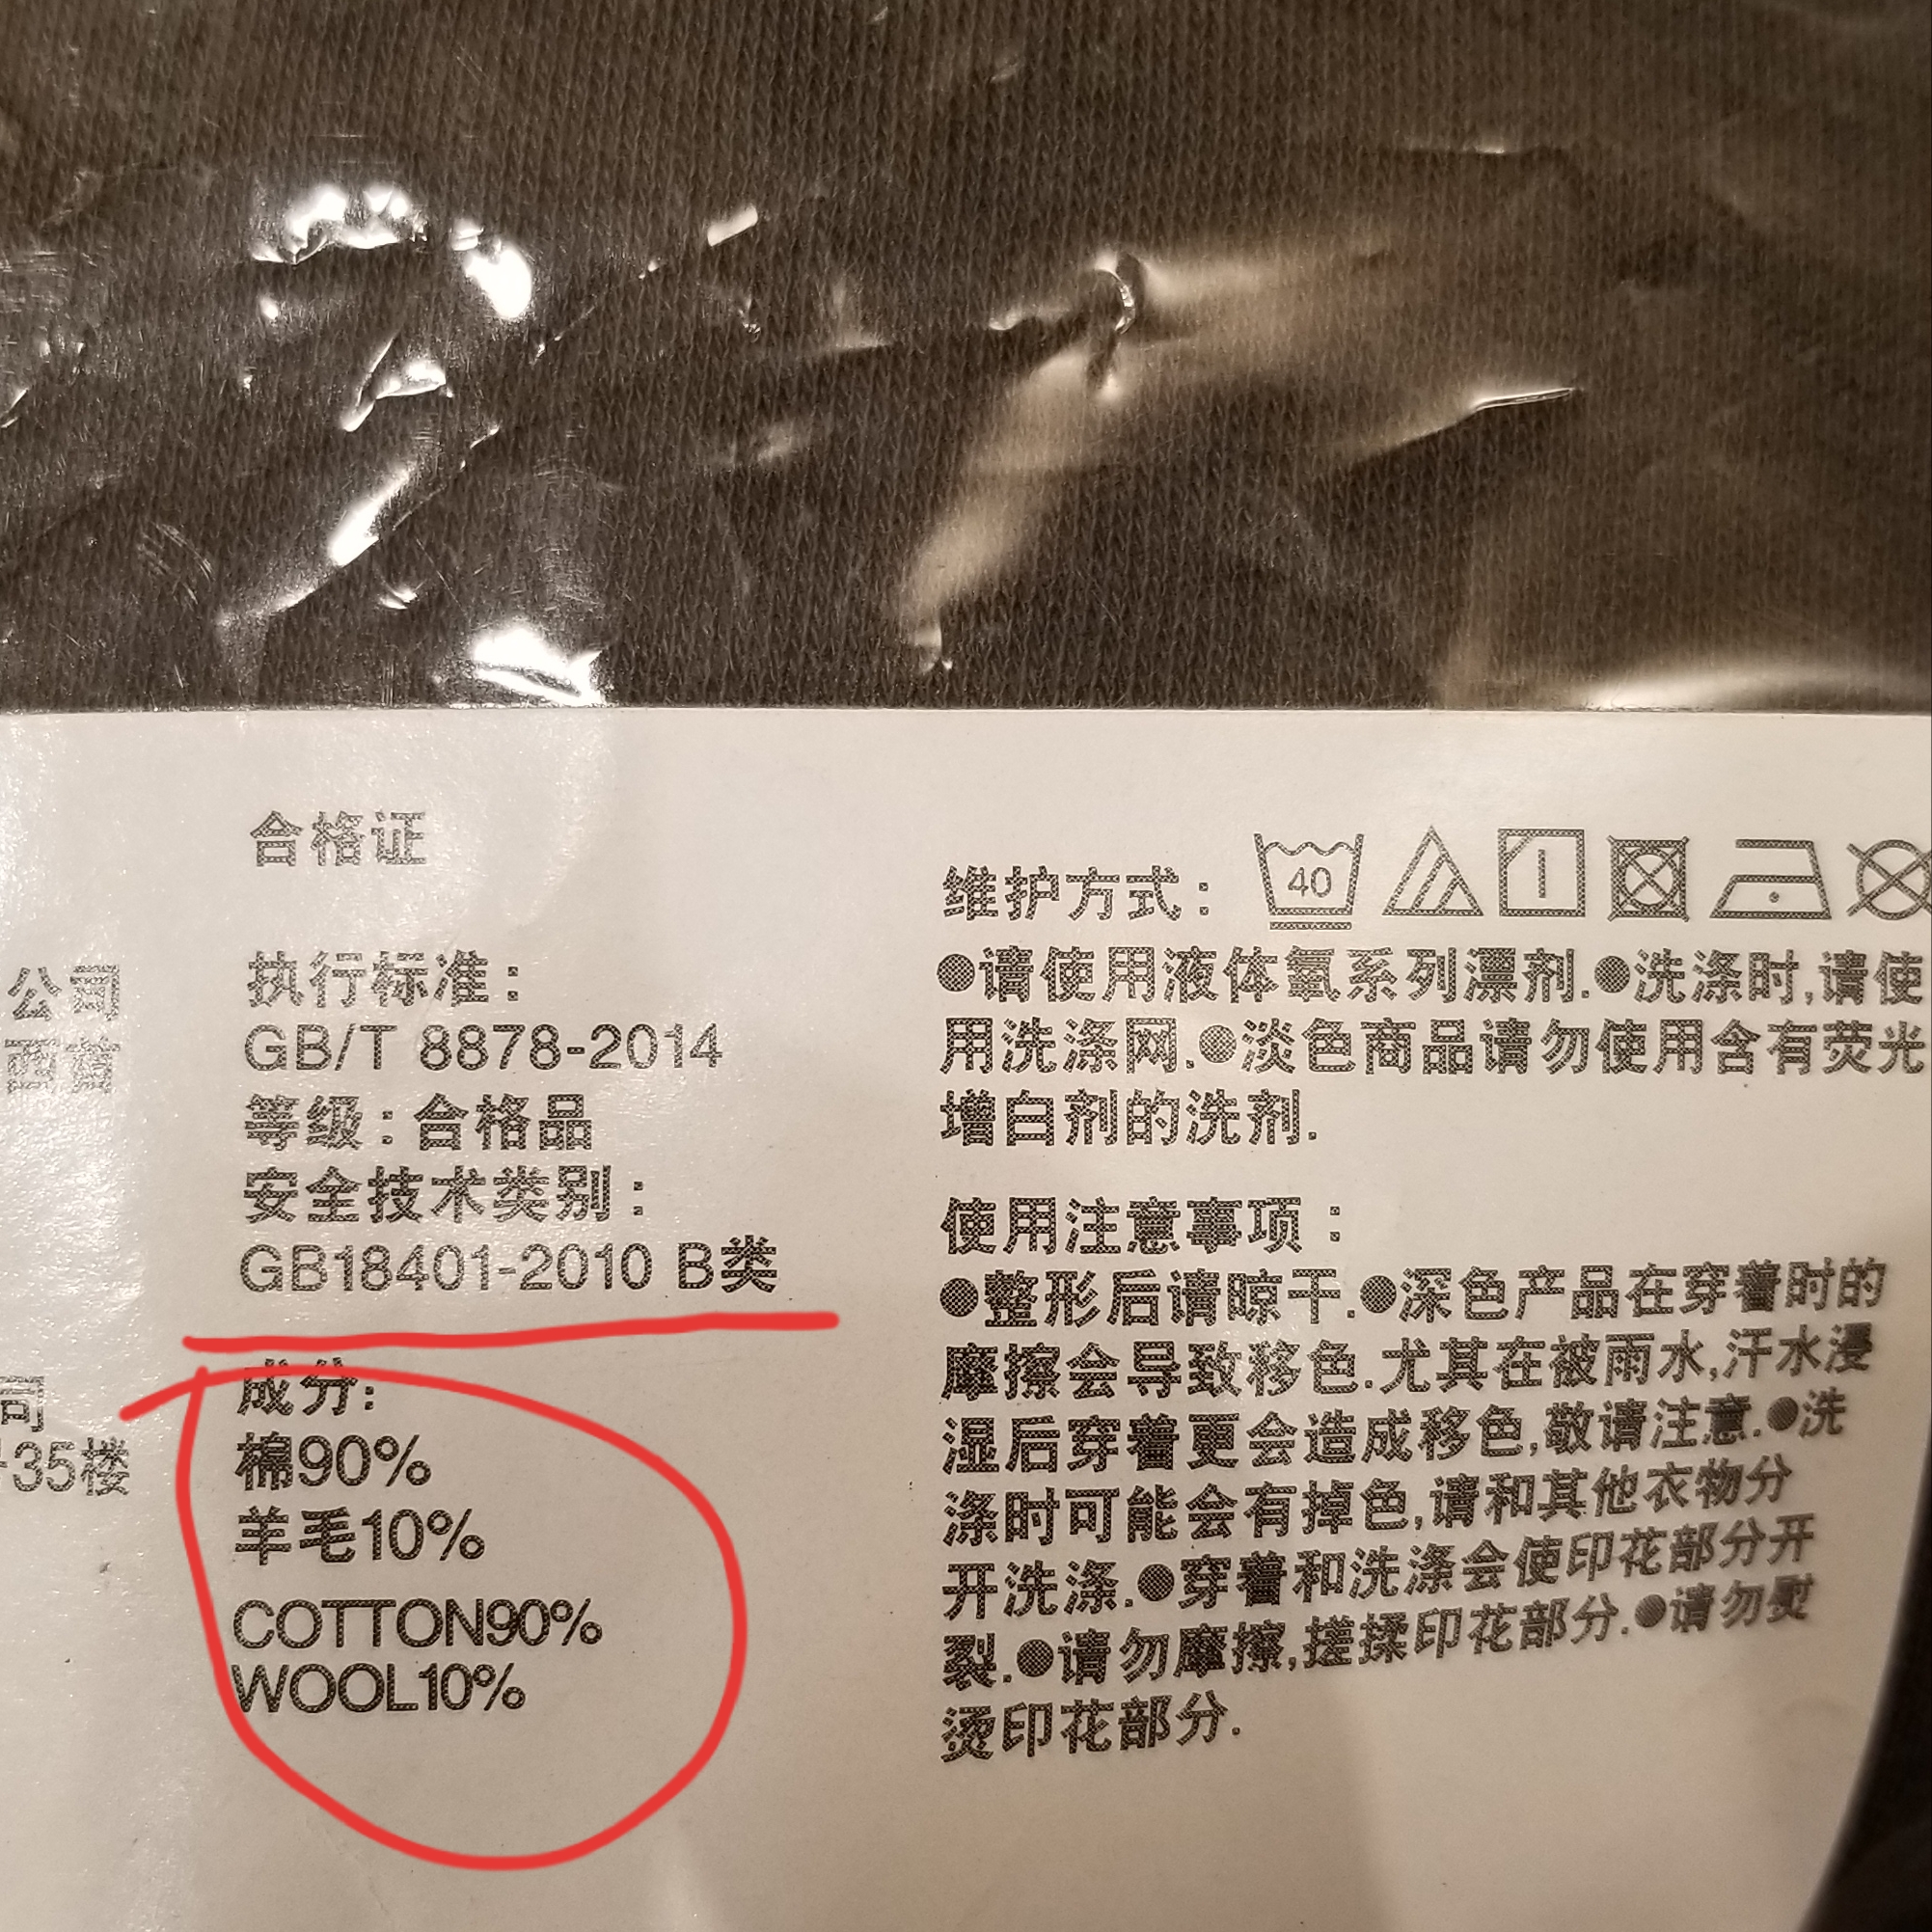 公司
西首
司
35楼
合格证
执行标准：
GB/T 8878-2014
等级：合格品
安全技术类别：
GB18401-2010 B类
成分：
棉90%
羊毛10%
COTTON90%
WOOL10%
维护方式：
40
●请使用液体氧系列漂剂.●洗涤时,请使
用洗涤网.●淡色商品请勿使用含有荧光
增白剂的洗剂.
使用注意事项：
●整形后请晾干.●深色产品在穿着时的
摩擦会导致移色.尤其在被雨水,汗水浸
湿后穿着更会造成移色,敬请注意.●洗
涤时可能会有掉色,请和其他衣物分
开洗涤.●穿着和洗涤会使印花部分开
裂.●请勿摩擦,搓揉印花部分.●请勿熨
烫印花部分.